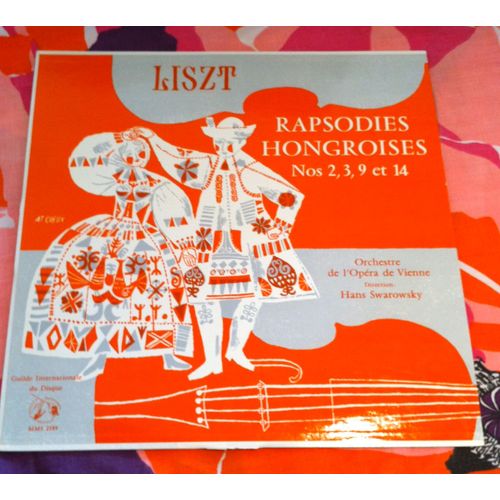 LISZT
RAPSODIES
HONGROISES
Nos 2, 3, 9 et 14
Orchestre
de l'Opéra de Vienne
Direction:
Hans Swarowsky
Guilde Internationale
du Disque